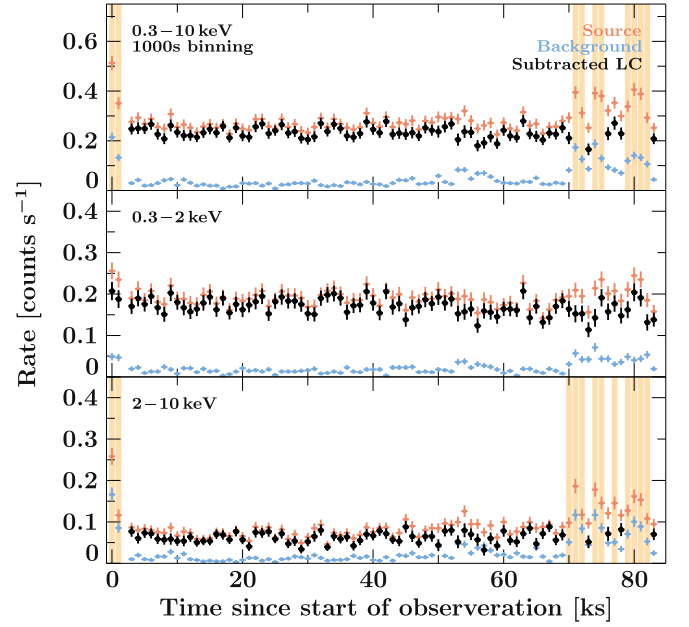 0.3−10 keV
1000s binning
Source
Background
Subtracted LC
0.6
0.4
0.2
0
0.3−2 keV
0.4
0.3
0.2
0.1
0
2−10 keV
0.4
0.3
0.2
0.1
0
0 20 40 60 80
Rate [counts s⁻¹]
Time since start of observeration [ks]